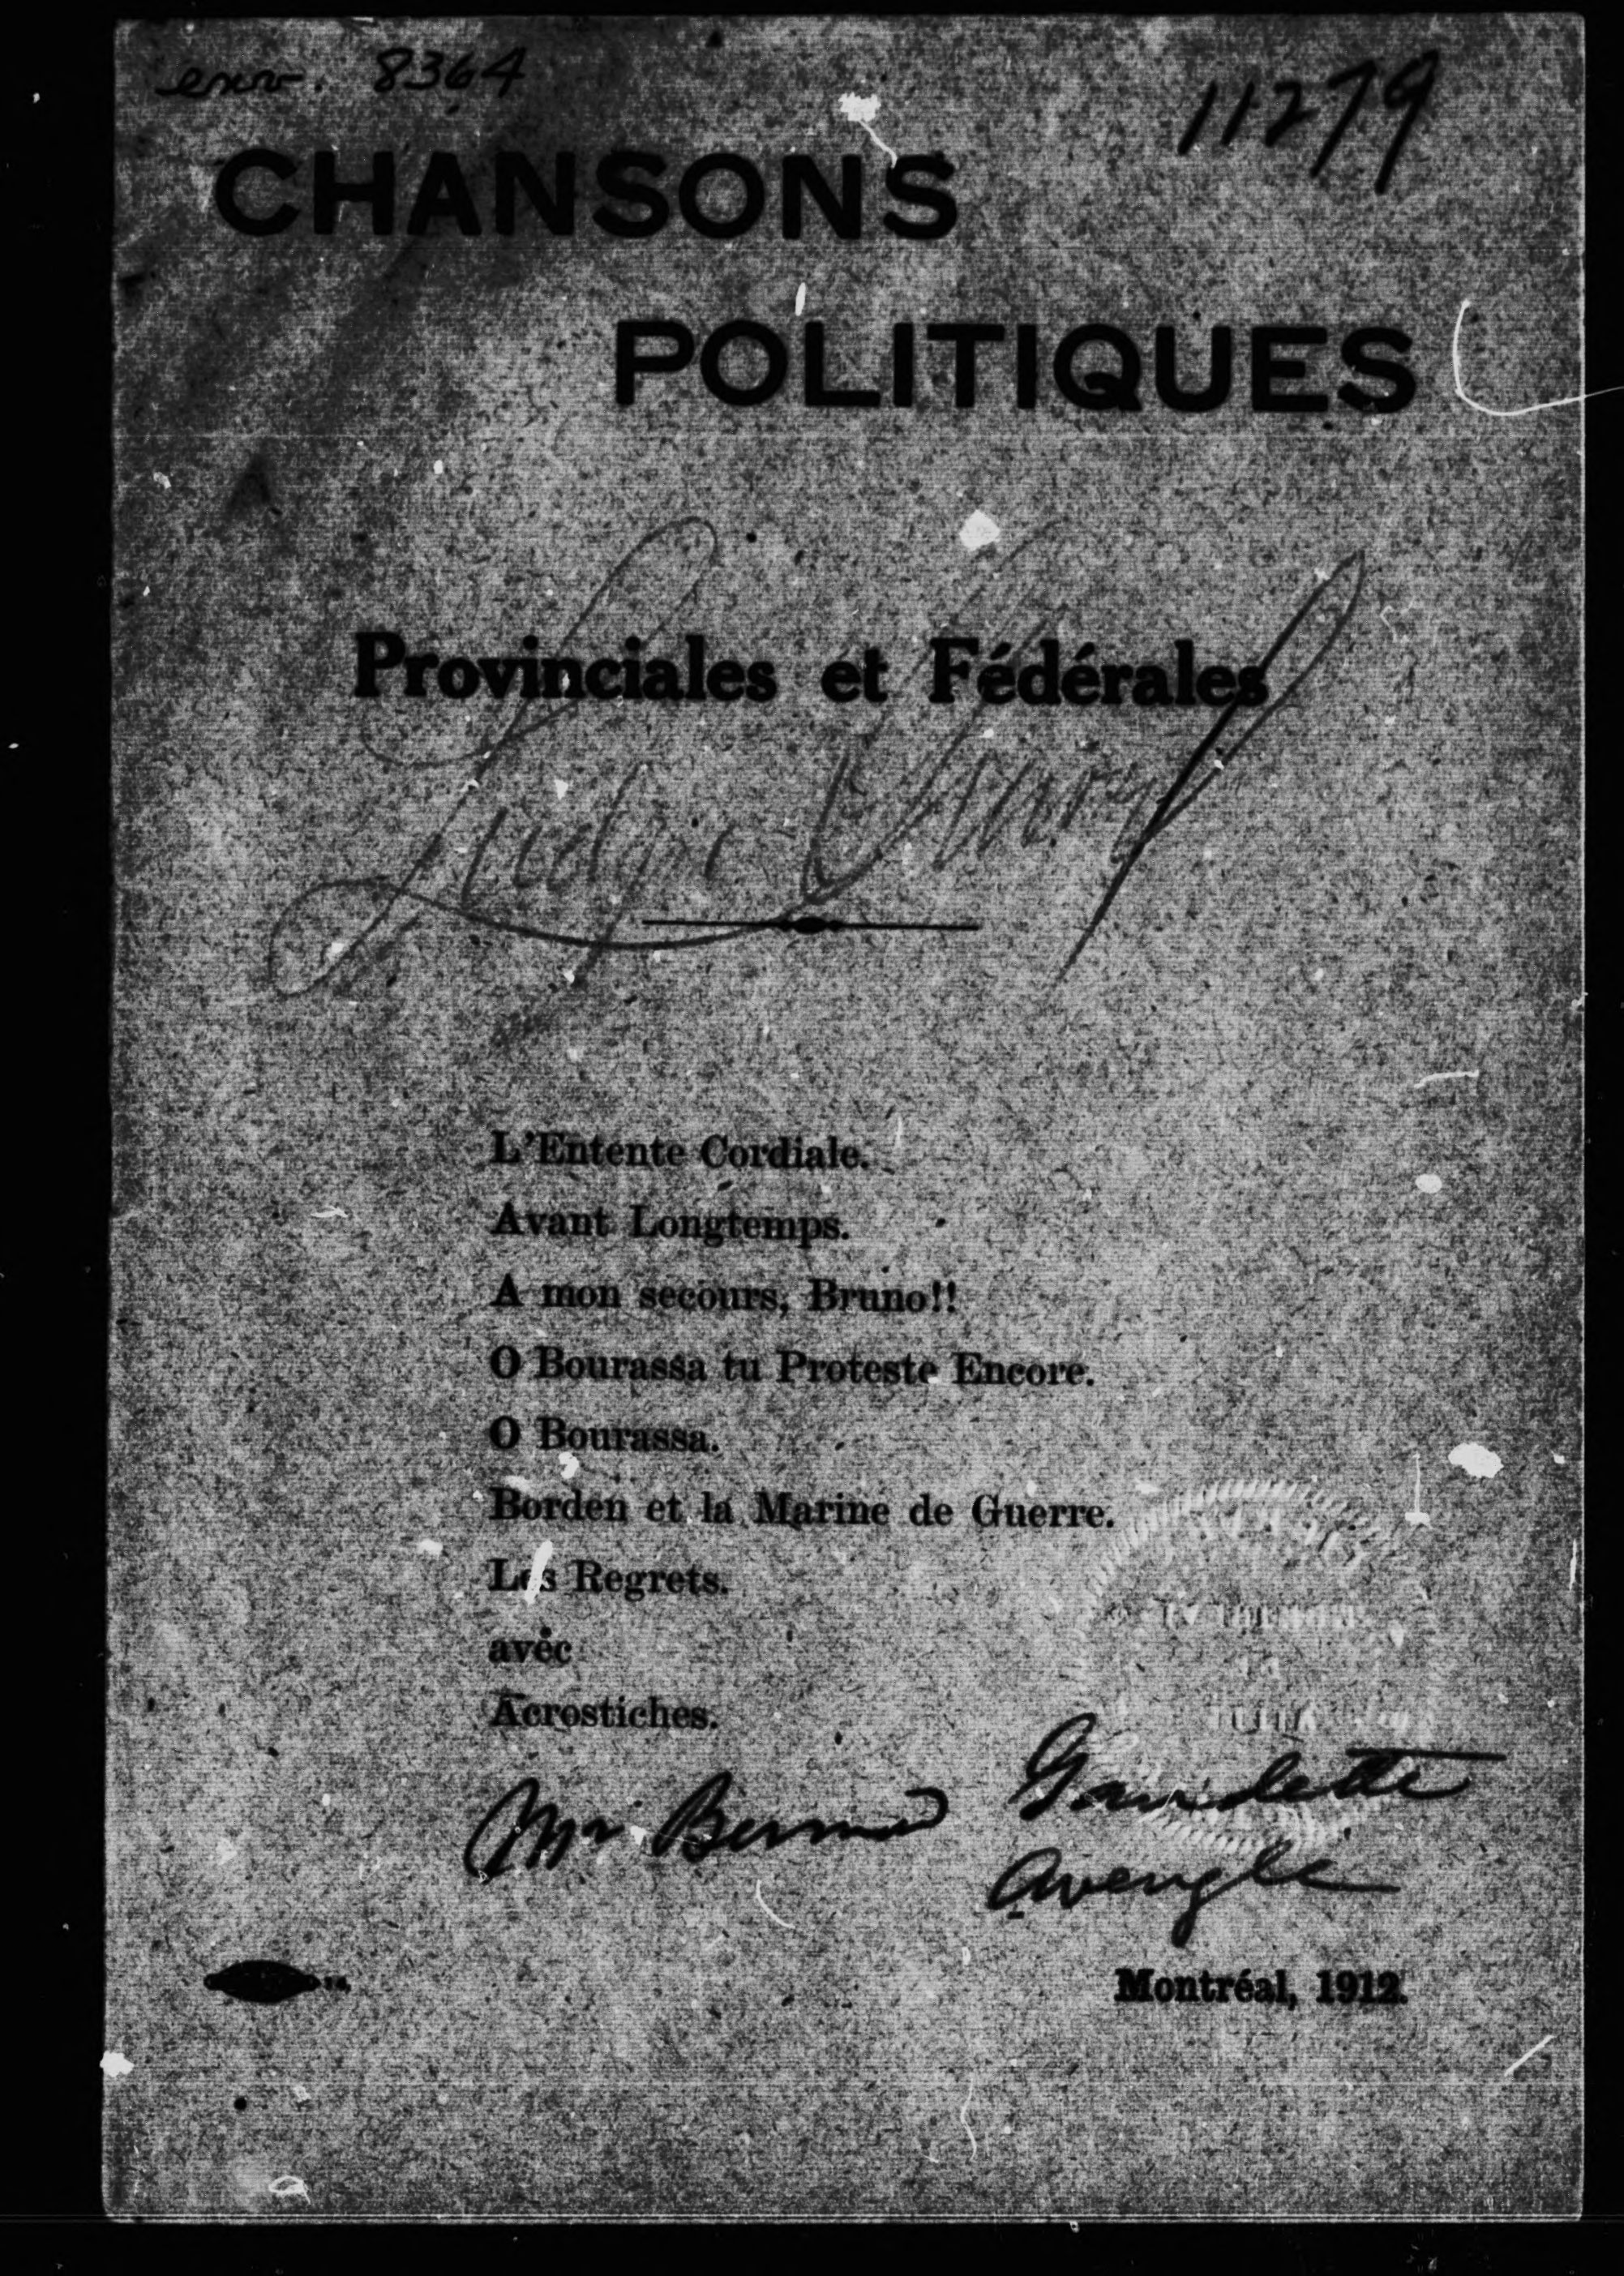 env. 8364
11279
CHANSONS
POLITIQUES
Provinciales et Fédérales
L'Entente Cordiale.
Avant Longtemps.
A mon secours, Bruno!!
O Bourassa tu Proteste Encore.
O Bourassa.
Borden et la Marine de Guerre.
Les Regrets.
avec
Acrostiches.
Mr Bernard Gaudette
Aveugle
Montréal, 1912.